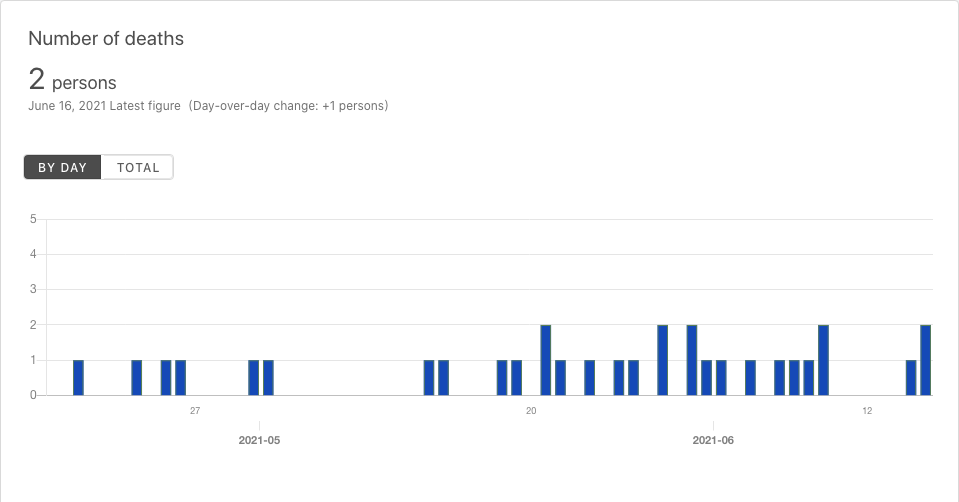 Number of deaths
2 persons
June 16, 2021 Latest figure (Day-over-day change: +1 persons)
BY DAY TOTAL
5
4
3
2
1
0
27 20 12
2021-05 2021-06